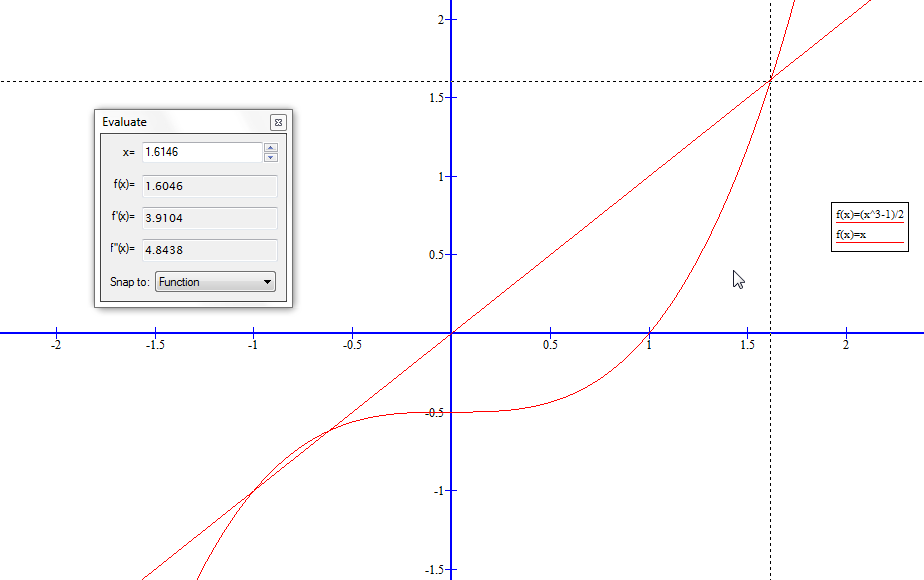 Evaluate
x= 1.6146
f(x)= 1.6046
f'(x)= 3.9104
f''(x)= 4.8438
Snap to: Function
2
1.5
1
0.5
-0.5
-1
-1.5
-2 -1.5 -1 -0.5 0.5 1 1.5 2
f(x)=(x^3-1)/2
f(x)=x